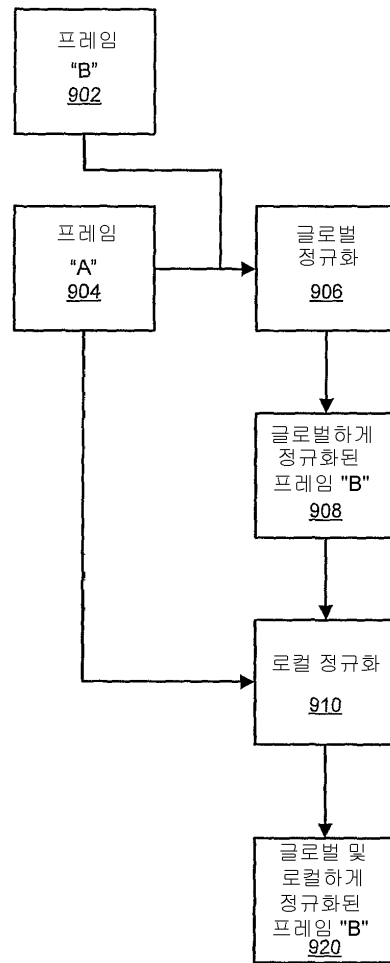 프레임
“B”
902
프레임
“A”
904
글로벌
정규화
906
글로벌하게
정규화된
프레임 "B"
908
로컬 정규화
910
글로벌 및
로컬하게
정규화된
프레임 "B"
920